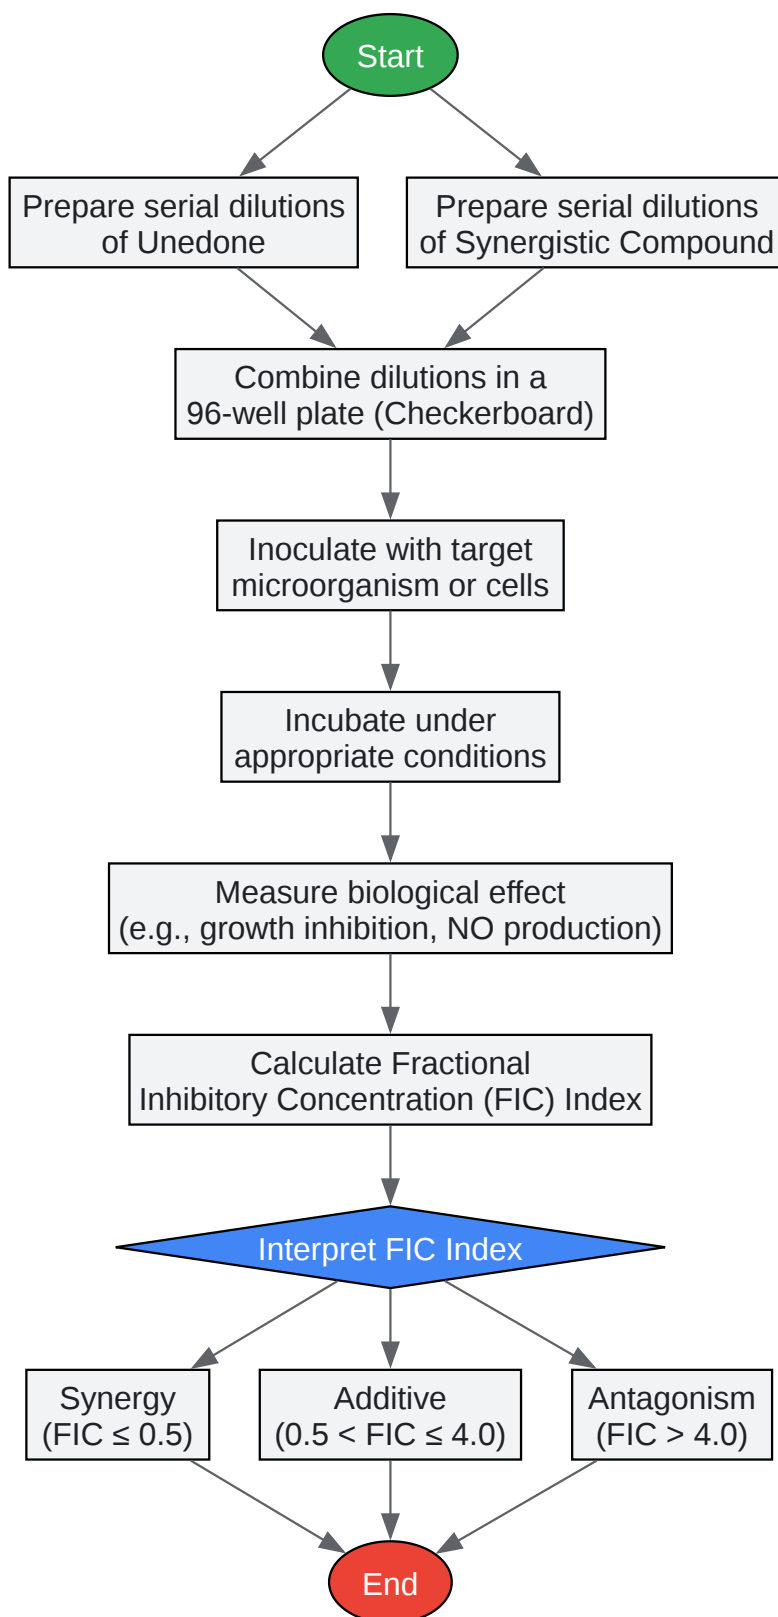 Start
Prepare serial dilutions
of Unedone
Prepare serial dilutions
of Synergistic Compound
Combine dilutions in a
96-well plate (Checkerboard)
Inoculate with target
microorganism or cells
Incubate under
appropriate conditions
Measure biological effect
(e.g., growth inhibition, NO production)
Calculate Fractional
Inhibitory Concentration (FIC) Index
Interpret FIC Index
Synergy
(FIC ≤ 0.5)
Additive
(0.5 < FIC ≤ 4.0)
Antagonism
(FIC > 4.0)
End